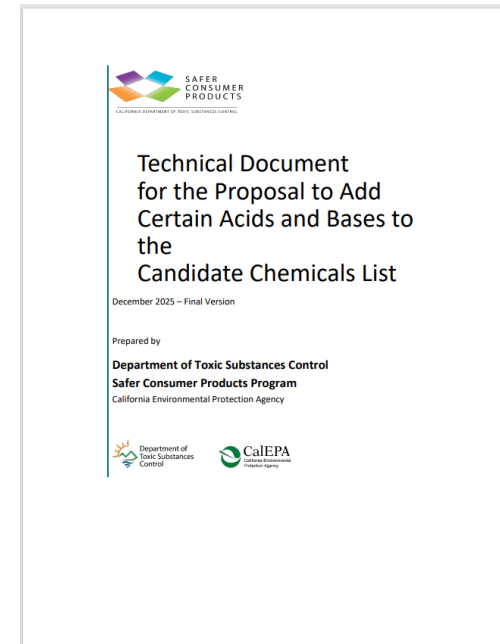 SAFER
CONSUMER
PRODUCTS
CALIFORNIA DEPARTMENT OF TOXIC SUBSTANCES CONTROL
Technical Document
for the Proposal to Add
Certain Acids and Bases to
the
Candidate Chemicals List
December 2025 – Final Version
Prepared by
Department of Toxic Substances Control
Safer Consumer Products Program
California Environmental Protection Agency
Department of
Toxic Substances
Control
CalEPA
California Environmental
Protection Agency